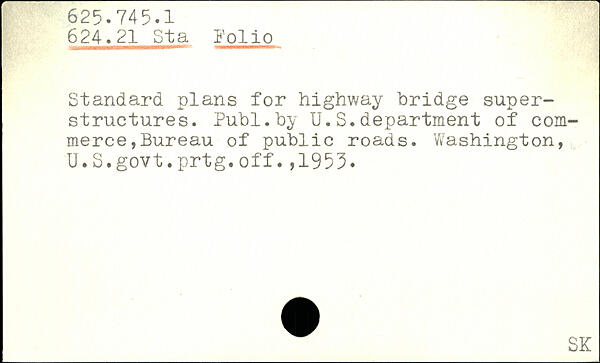 625.745.1
624.21 Sta Folio
Standard plans for highway bridge super-
structures. Publ.by U.S.department of com-
merce,Bureau of public roads. Washington,
U.S.govt.prtg.off.,1953.
SK